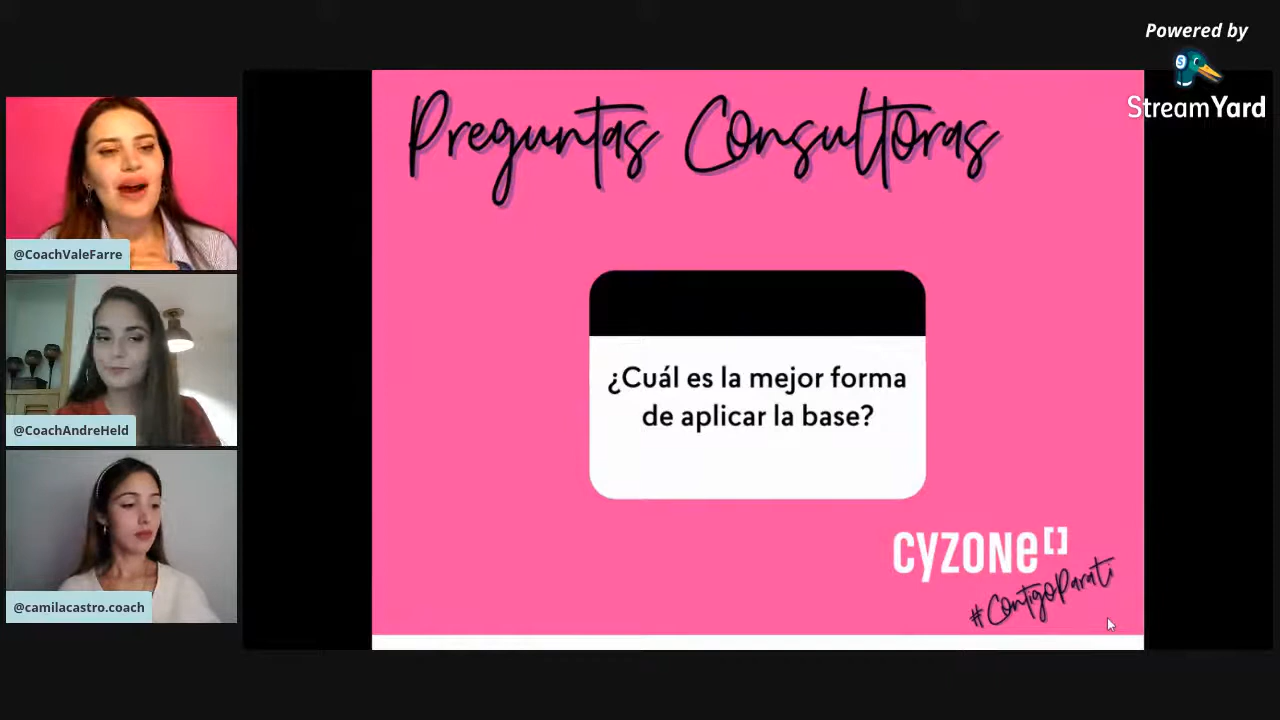 Powered by
StreamYard
Preguntas Consultoras
@CoachValeFarre
@CoachAndreHeld
@camilacastro.coach
¿Cuál es la mejor forma
de aplicar la base?
cyzone[]
#ContigoParaTi